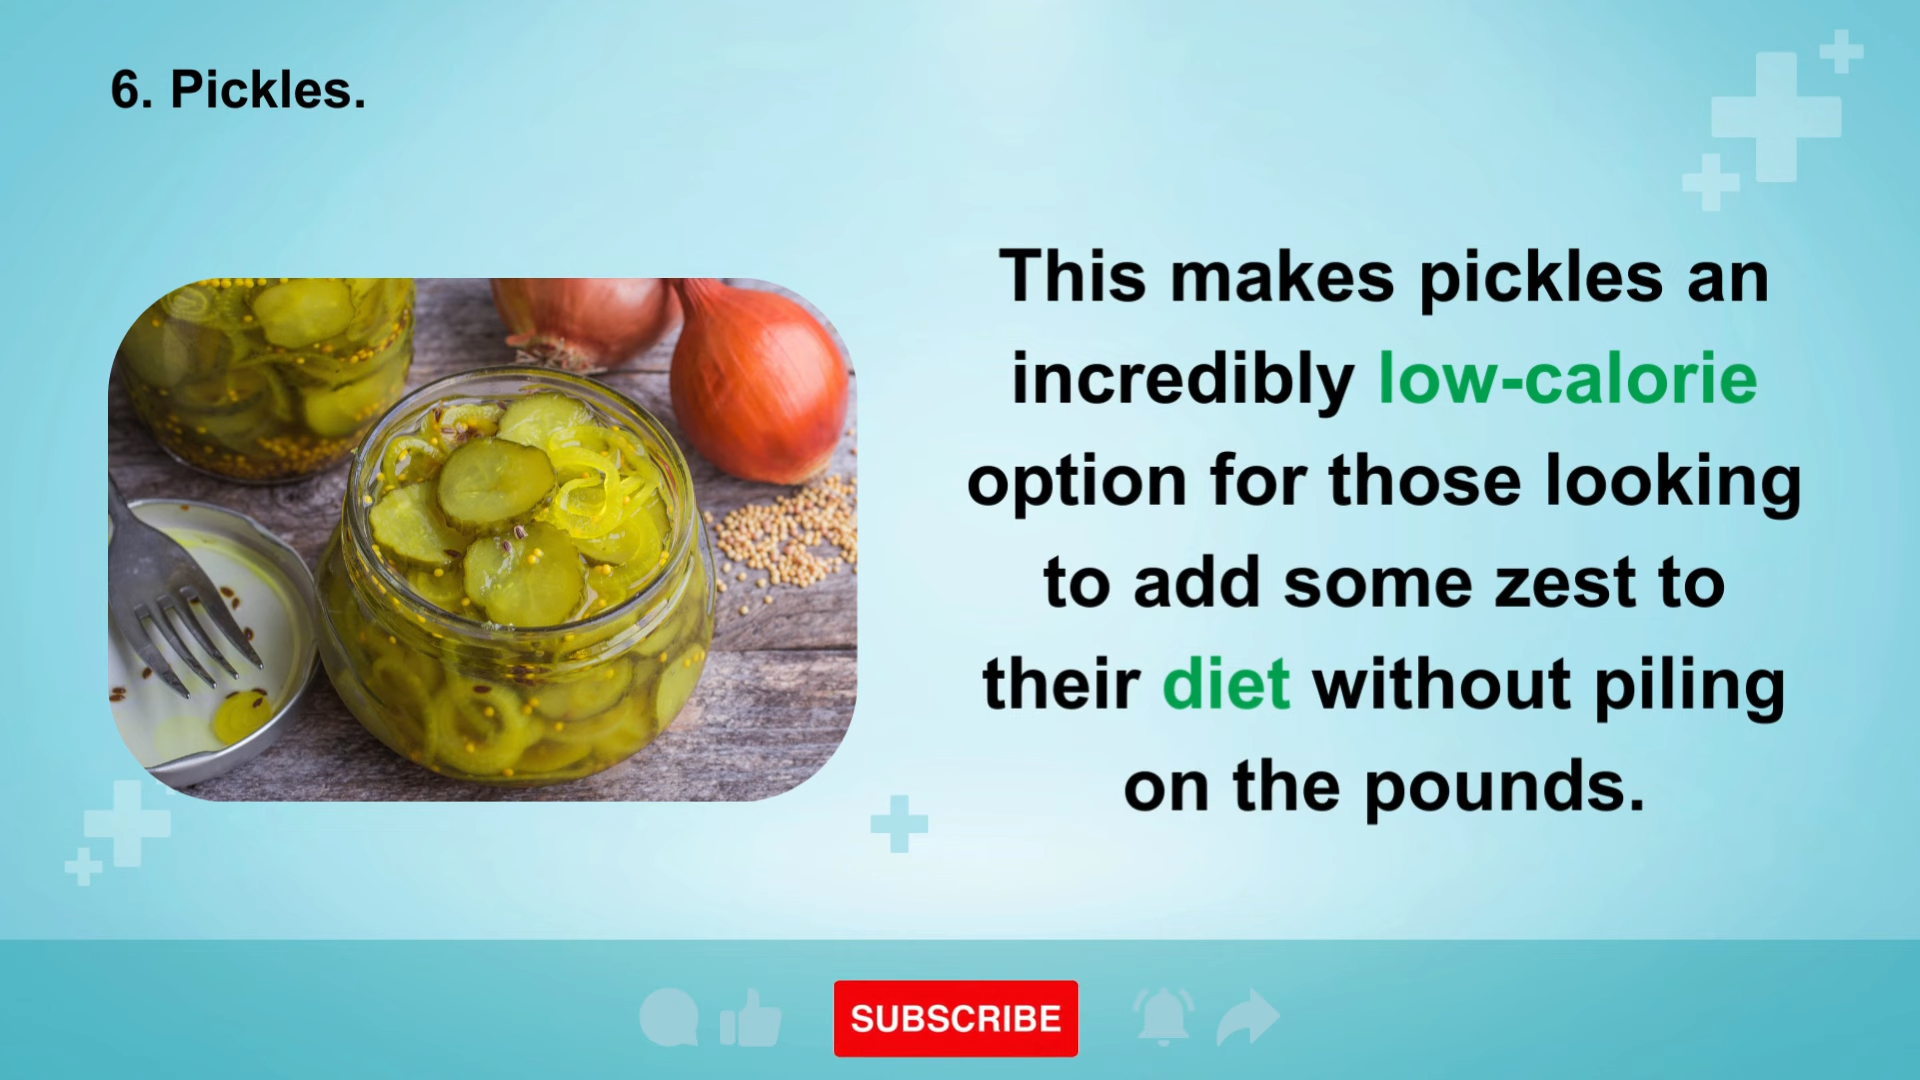 6. Pickles.
This makes pickles an
incredibly low-calorie
option for those looking
to add some zest to
their diet without piling
on the pounds.
SUBSCRIBE